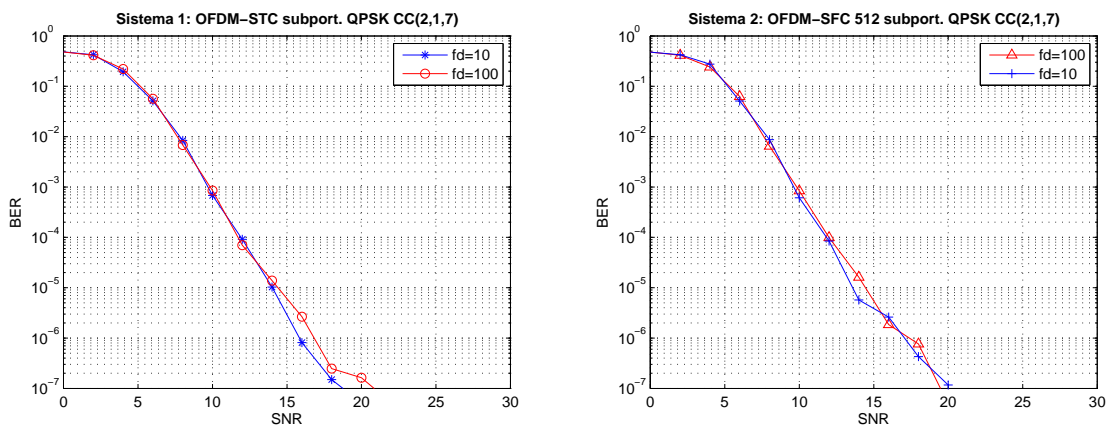 Sistema 1: OFDM−STC subport. QPSK CC(2,1,7)
10^0
10^−1
10^−2
10^−3
10^−4
10^−5
10^−6
10^−7
BER
0 5 10 15 20 25 30
SNR
fd=10
fd=100
Sistema 2: OFDM−SFC 512 subport. QPSK CC(2,1,7)
10^0
10^−1
10^−2
10^−3
10^−4
10^−5
10^−6
10^−7
BER
0 5 10 15 20 25 30
SNR
fd=100
fd=10